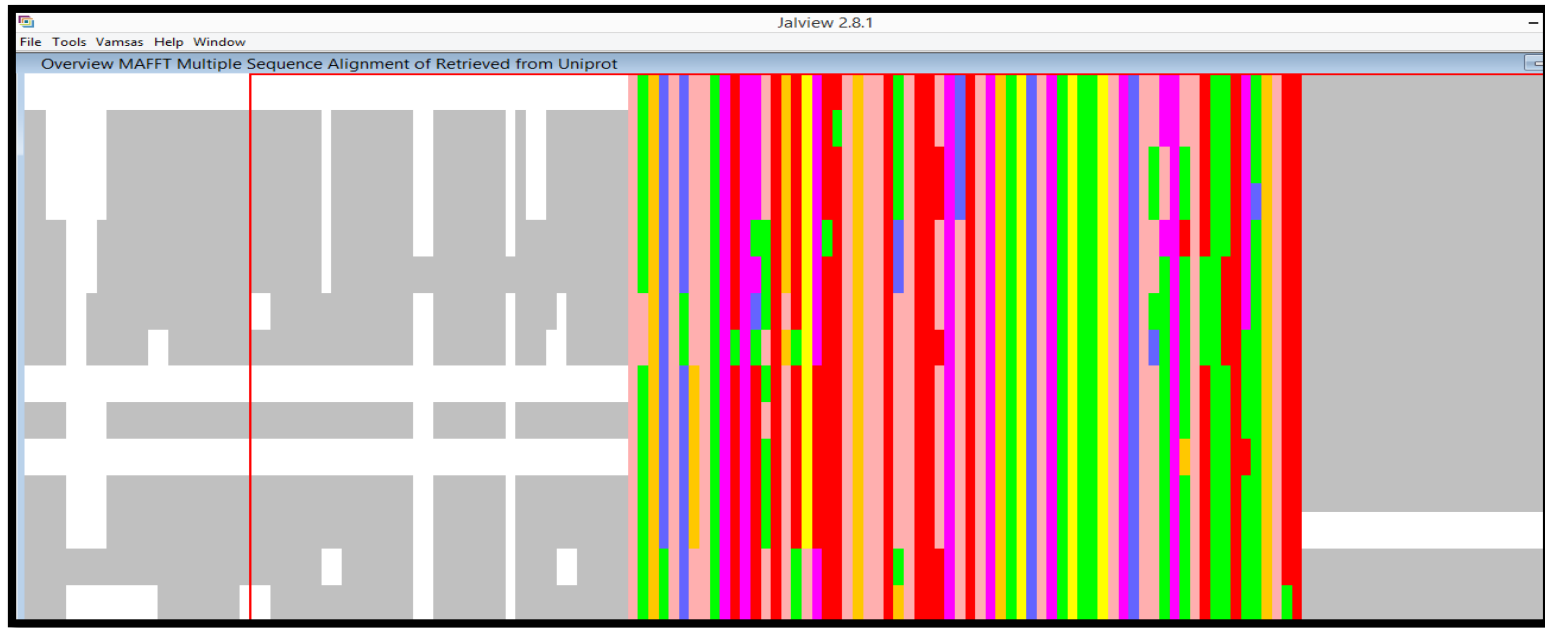 Jalview 2.8.1
File Tools Vamsas Help Window
Overview MAFFT Multiple Sequence Alignment of Retrieved from Uniprot